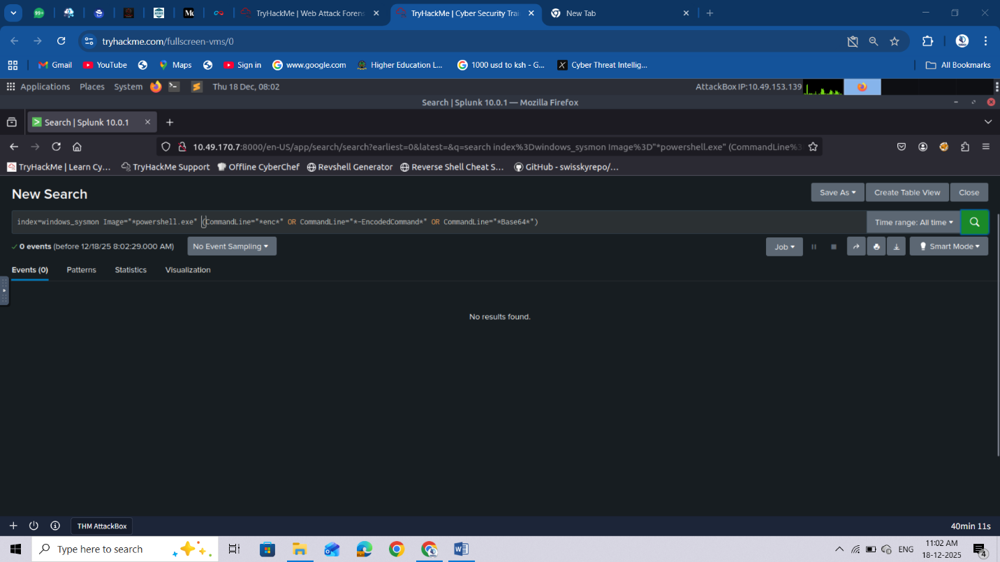 99+
TryHackMe | Web Attack Forens
TryHackMe | Cyber Security Trai
New Tab
tryhackme.com/fullscreen-vms/0
Gmail
YouTube
Maps
Sign in
www.google.com
Higher Education L...
1000 usd to ksh - G...
Cyber Threat Intellig...
All Bookmarks
Applications Places System Thu 18 Dec, 08:02 AttackBox IP:10.49.153.139
Search | Splunk 10.0.1 — Mozilla Firefox
Search | Splunk 10.0.1
10.49.170.7:8000/en-US/app/search/search?earliest=0&latest=&q=search index%3Dwindows_sysmon Image%3D"*powershell.exe" (CommandLine%3
TryHackMe | Learn Cy... TryHackMe Support Offline CyberChef Revshell Generator Reverse Shell Cheat S... GitHub - swisskyrepo/...
New Search
Save As Create Table View Close
index=windows_sysmon Image="*powershell.exe" (CommandLine="*enc*" OR CommandLine="*-EncodedCommand*" OR CommandLine="*Base64*")
Time range: All time
0 events (before 12/18/25 8:02:29.000 AM) No Event Sampling Job Smart Mode
Events (0) Patterns Statistics Visualization
No results found.
THM AttackBox
40min 11s
Type here to search
ENG
11:02 AM
18-12-2025
4